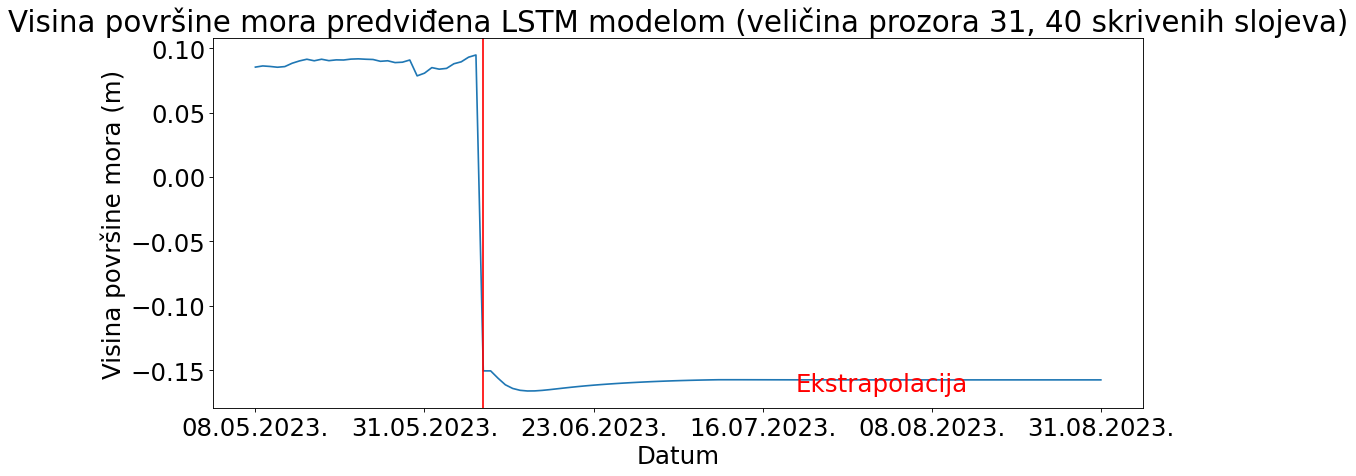 Visina površine mora predviđena LSTM modelom (veličina prozora 31, 40 skrivenih slojeva)
Visina površine mora (m)
0.10
0.05
0.00
−0.05
−0.10
−0.15
Ekstrapolacija
08.05.2023. 31.05.2023. 23.06.2023. 16.07.2023. 08.08.2023. 31.08.2023.
Datum